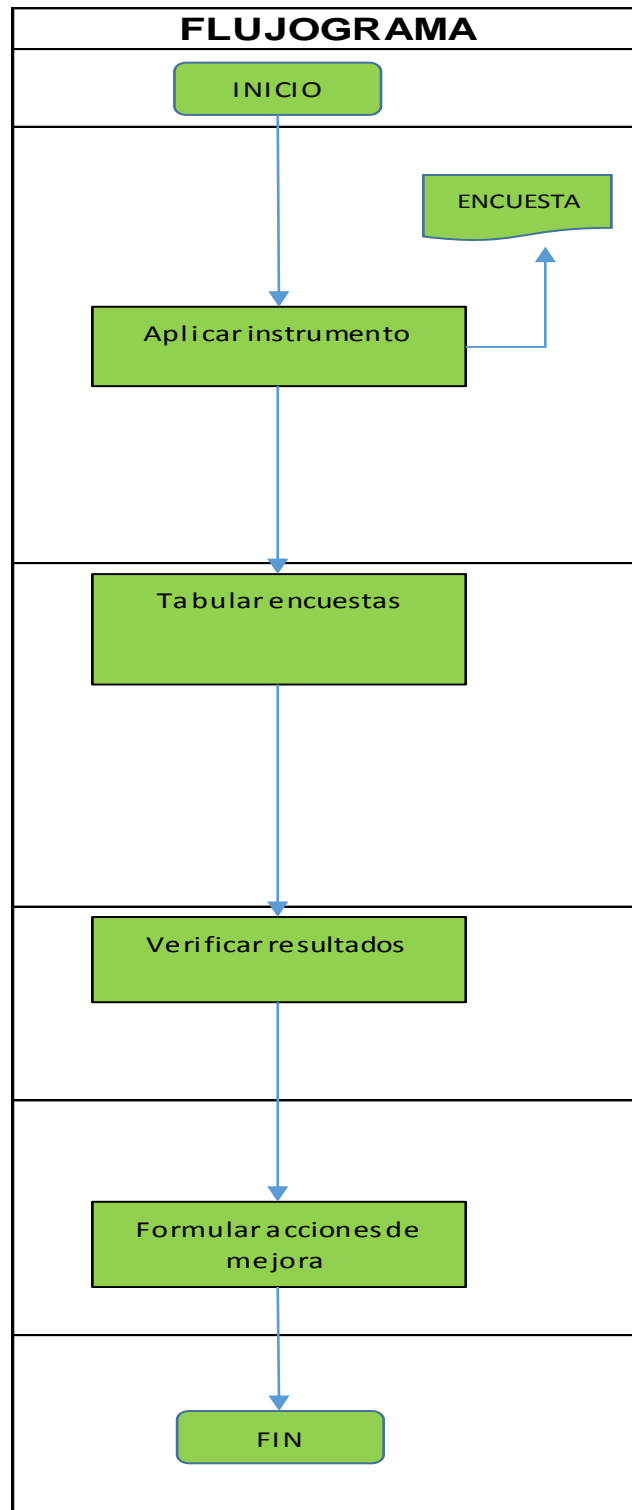 FLUJOGRAMA
INICIO
ENCUESTA
Aplicar instrumento
Tabular encuestas
Verificar resultados
Formular acciones de
mejora
FIN